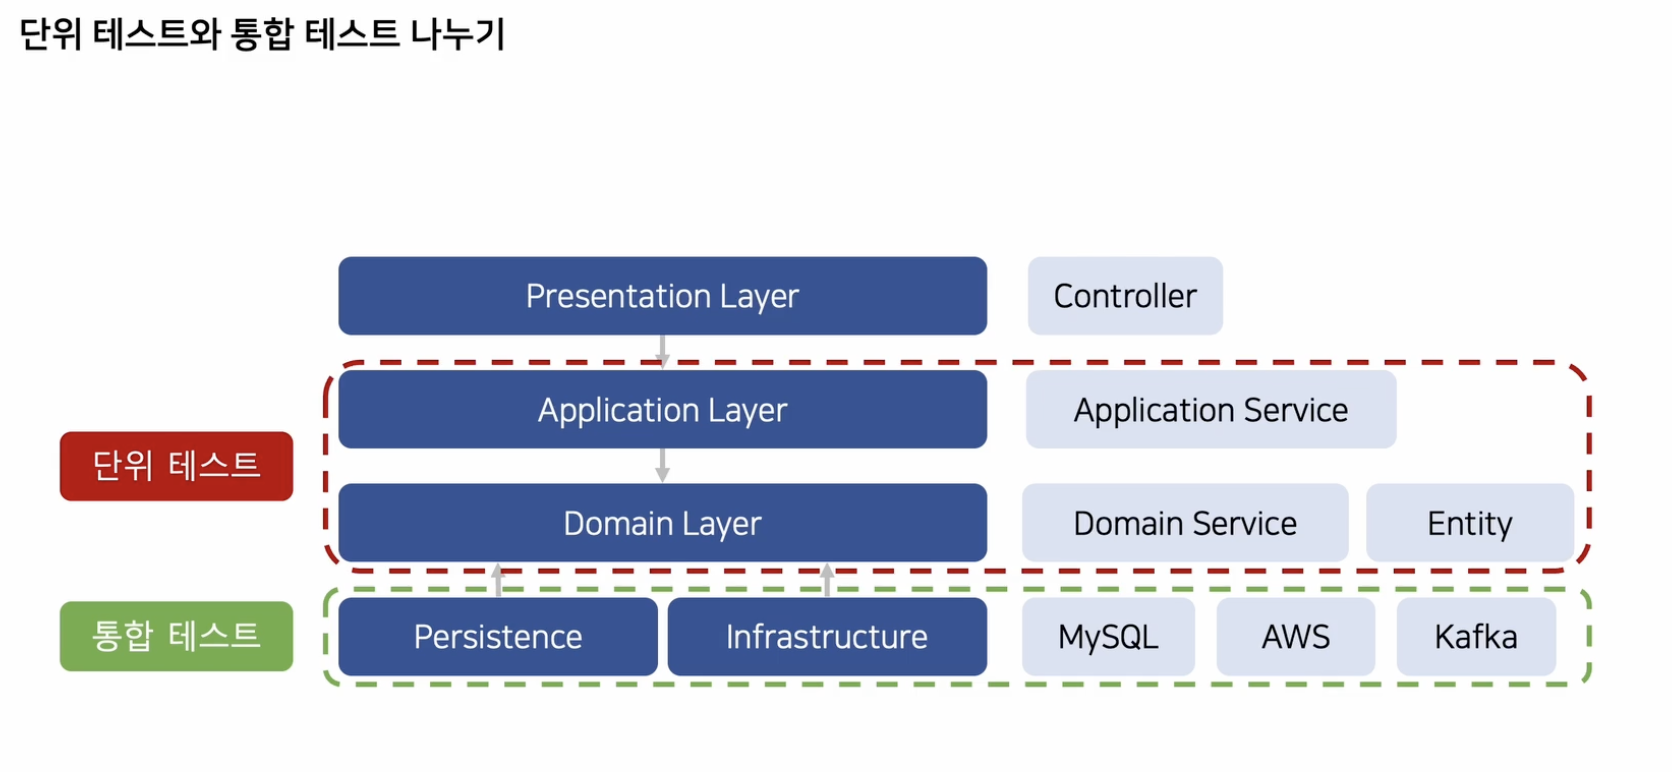 단위 테스트와 통합 테스트 나누기
Presentation Layer
Controller
Application Layer
Application Service
단위 테스트
Domain Layer
Domain Service
Entity
통합 테스트
Persistence
Infrastructure
MySQL
AWS
Kafka